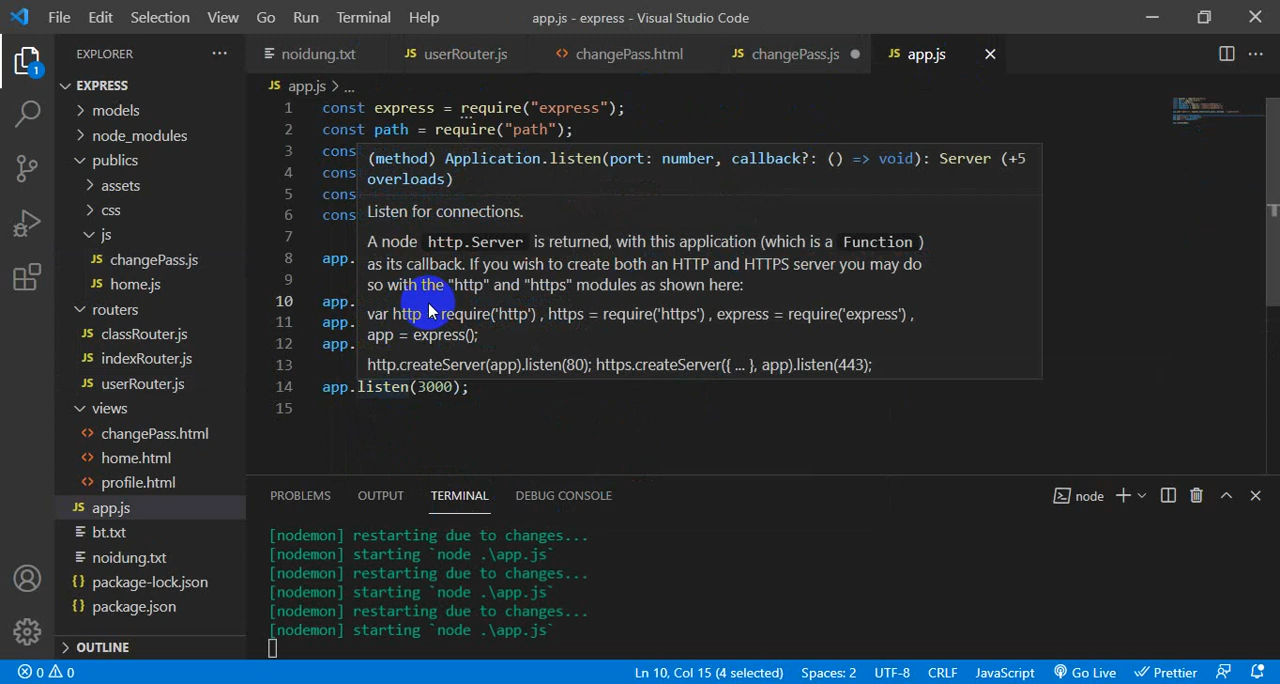 File Edit Selection View Go Run Terminal Help app.js - express - Visual Studio Code
EXPLORER ...
1
EXPRESS
models
node_modules
publics
assets
css
js
JS changePass.js
JS home.js
routers
JS classRouter.js
JS indexRouter.js
JS userRouter.js
views
<> changePass.html
<> home.html
<> profile.html
JS app.js
bt.txt
noidung.txt
{} package-lock.json
{} package.json
OUTLINE
noidung.txt JS userRouter.js <> changePass.html JS changePass.js JS app.js
JS app.js > ...
1 const express = require("express");
2 const path = require("path");
3 cons
4 cons
5 cons
6 cons
7
8 app.
9
10 app.
11 app.
12 app.
13
14 app.listen(3000);
15
(method) Application.listen(port: number, callback?: () => void): Server (+5
overloads)
Listen for connections.
A node http.Server is returned, with this application (which is a Function )
as its callback. If you wish to create both an HTTP and HTTPS server you may do
so with the "http" and "https" modules as shown here:
var http = require('http') , https = require('https') , express = require('express') ,
app = express();
http.createServer(app).listen(80); https.createServer({ ... }, app).listen(443);
PROBLEMS OUTPUT TERMINAL DEBUG CONSOLE node
[nodemon] restarting due to changes...
[nodemon] starting `node .\app.js`
[nodemon] restarting due to changes...
[nodemon] starting `node .\app.js`
[nodemon] restarting due to changes...
[nodemon] starting `node .\app.js`
0 0 Ln 10, Col 15 (4 selected) Spaces: 2 UTF-8 CRLF JavaScript Go Live Prettier